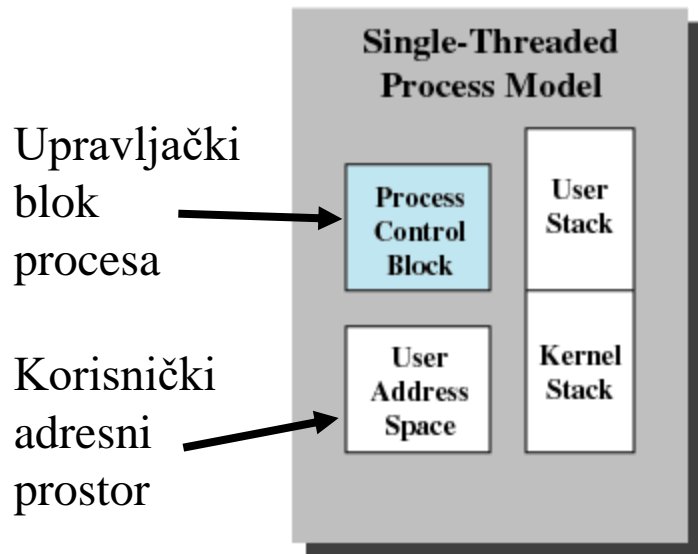 Single-Threaded
Process Model
Upravljački
blok
procesa
Process
Control
Block
User
Stack
Korisnički
adresni
prostor
User
Address
Space
Kernel
Stack